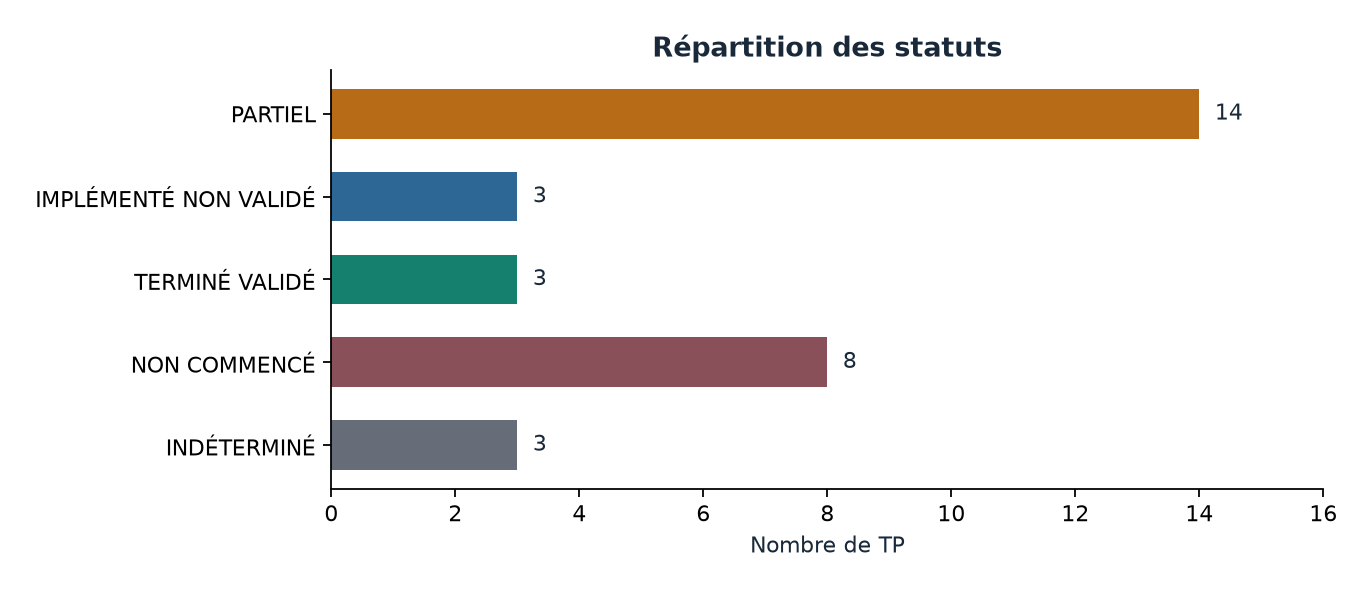 Répartition des statuts
PARTIEL
14
IMPLÉMENTÉ NON VALIDÉ
3
TERMINÉ VALIDÉ
3
NON COMMENCÉ
8
INDÉTERMINÉ
3
0 2 4 6 8 10 12 14 16
Nombre de TP